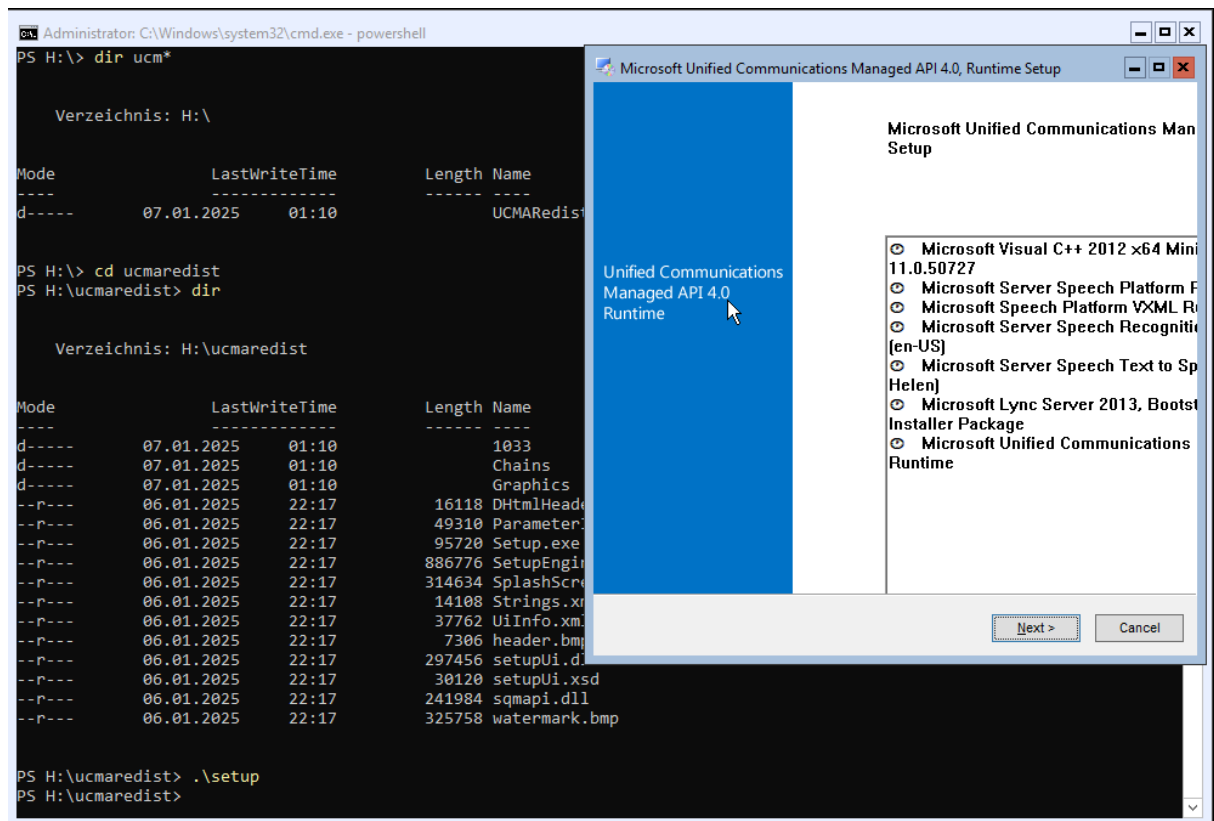 Administrator: C:\Windows\system32\cmd.exe - powershell
PS H:\> dir ucm*
Verzeichnis: H:\
Mode LastWriteTime Length Name
---- ------------- ------ ----
d----- 07.01.2025 01:10 UCMARedist
PS H:\> cd ucmaredist
PS H:\ucmaredist> dir
Verzeichnis: H:\ucmaredist
Mode LastWriteTime Length Name
---- ------------- ------ ----
d----- 07.01.2025 01:10 1033
d----- 07.01.2025 01:10 Chains
d----- 07.01.2025 01:10 Graphics
--r--- 06.01.2025 22:17 16118 DHtmlHeade
--r--- 06.01.2025 22:17 49310 Parameter
--r--- 06.01.2025 22:17 95720 Setup.exe
--r--- 06.01.2025 22:17 886776 SetupEngin
--r--- 06.01.2025 22:17 314634 SplashScre
--r--- 06.01.2025 22:17 14108 Strings.xm
--r--- 06.01.2025 22:17 37762 UiInfo.xml
--r--- 06.01.2025 22:17 7306 header.bmp
--r--- 06.01.2025 22:17 297456 setupUi.d
--r--- 06.01.2025 22:17 30120 setupUi.xsd
--r--- 06.01.2025 22:17 241984 sqmapi.dll
--r--- 06.01.2025 22:17 325758 watermark.bmp
PS H:\ucmaredist> .\setup
PS H:\ucmaredist>
Microsoft Unified Communications Managed API 4.0, Runtime Setup
Unified Communications
Managed API 4.0
Runtime
Microsoft Unified Communications Man
Setup
Microsoft Visual C++ 2012 x64 Mini
11.0.50727
Microsoft Server Speech Platform R
Microsoft Speech Platform VXML Ru
Microsoft Server Speech Recognitio
(en-US)
Microsoft Server Speech Text to Sp
Helen)
Microsoft Lync Server 2013, Bootst
Installer Package
Microsoft Unified Communications
Runtime
Next >
Cancel